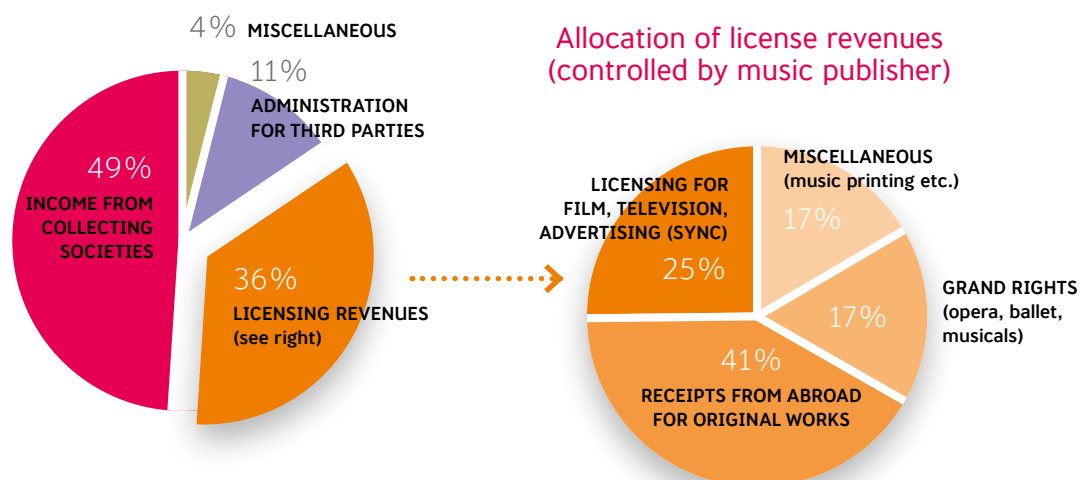 4% MISCELLANEOUS
11%
ADMINISTRATION
FOR THIRD PARTIES
49%
INCOME FROM
COLLECTING
SOCIETIES
36%
LICENSING REVENUES
(see right)
Allocation of license revenues
(controlled by music publisher)
MISCELLANEOUS
(music printing etc.)
17%
LICENSING FOR
FILM, TELEVISION,
ADVERTISING (SYNC)
25%
GRAND RIGHTS
(opera, ballet,
musicals)
17%
41%
RECEIPTS FROM ABROAD
FOR ORIGINAL WORKS